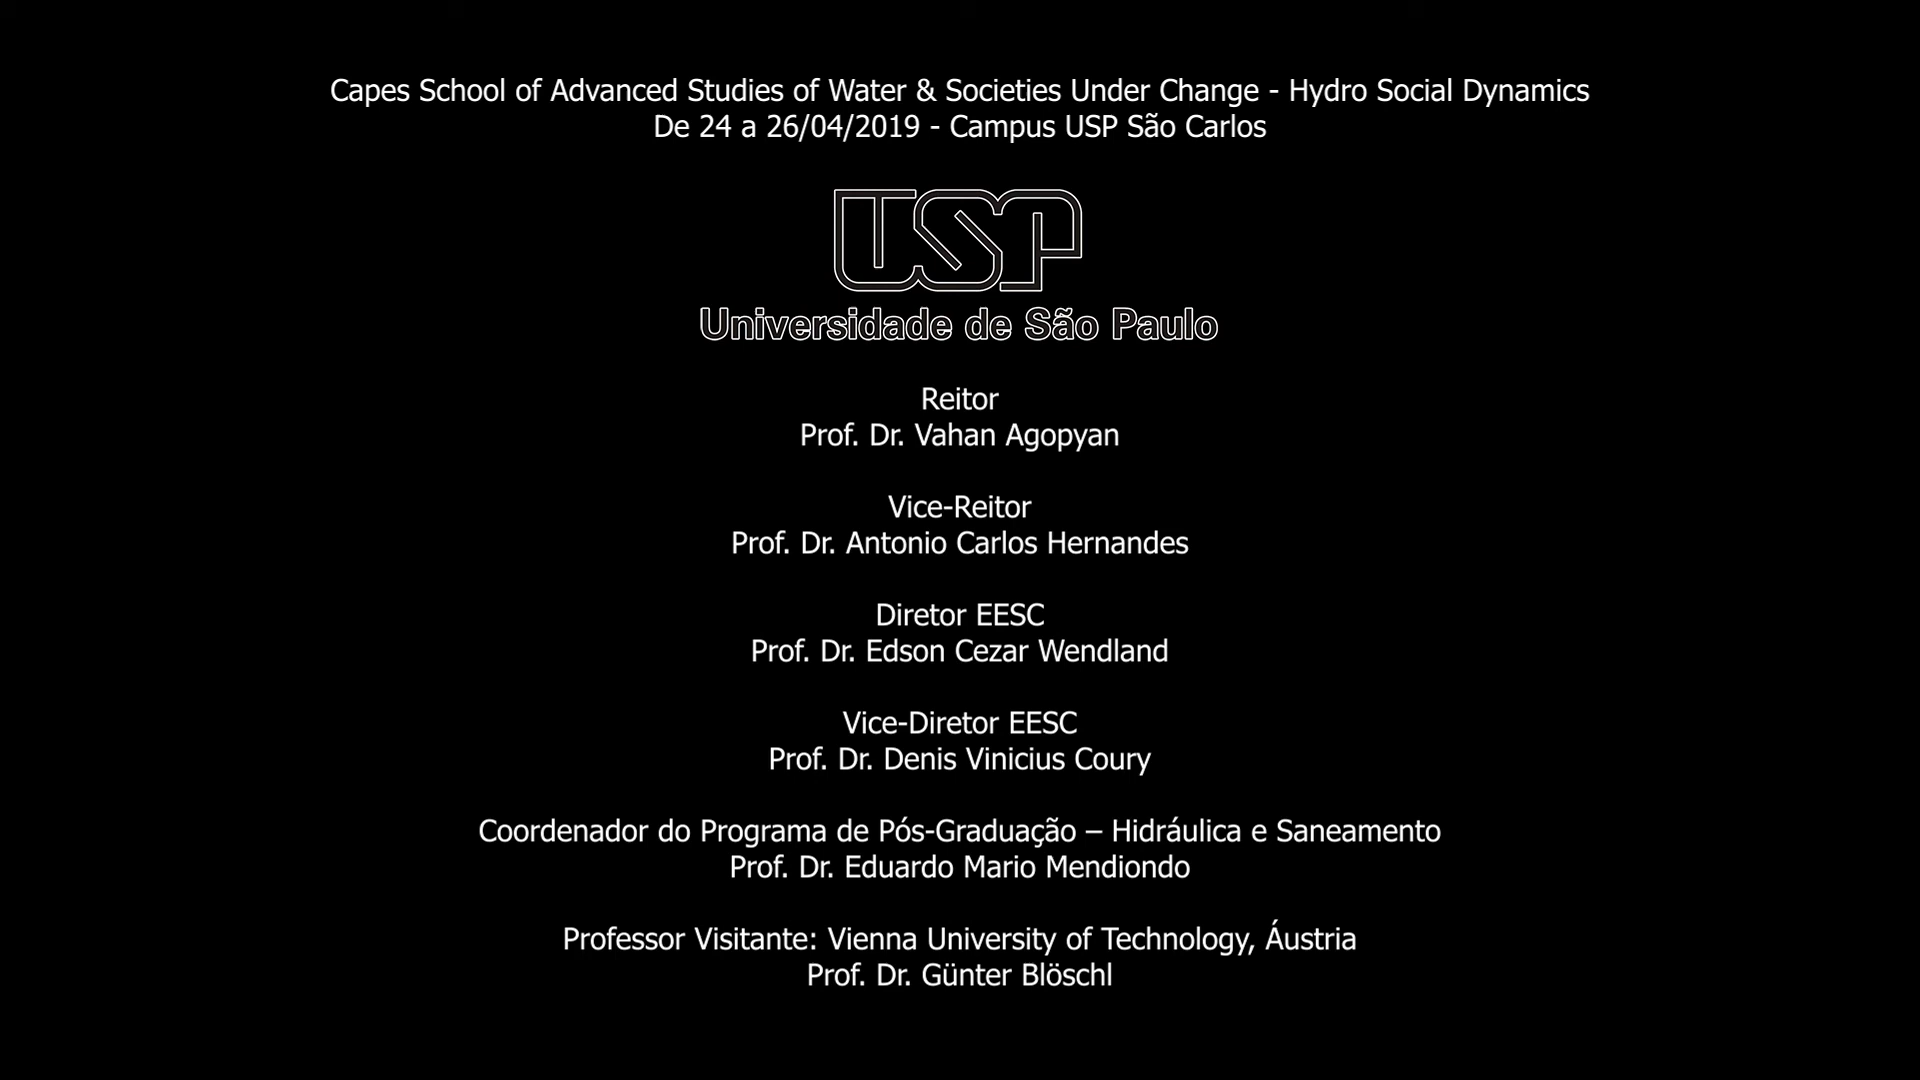 Capes School of Advanced Studies of Water & Societies Under Change - Hydro Social Dynamics
De 24 a 26/04/2019 - Campus USP São Carlos
USP
Universidade de São Paulo
Reitor
Prof. Dr. Vahan Agopyan
Vice-Reitor
Prof. Dr. Antonio Carlos Hernandes
Diretor EESC
Prof. Dr. Edson Cezar Wendland
Vice-Diretor EESC
Prof. Dr. Denis Vinicius Coury
Coordenador do Programa de Pós-Graduação – Hidráulica e Saneamento
Prof. Dr. Eduardo Mario Mendiondo
Professor Visitante: Vienna University of Technology, Áustria
Prof. Dr. Günter Blöschl